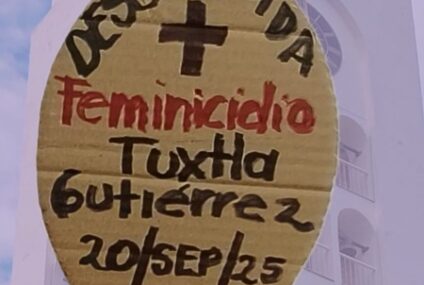 +
Feminicidio
Tuxtla
Gutiérrez
20/SEP/25